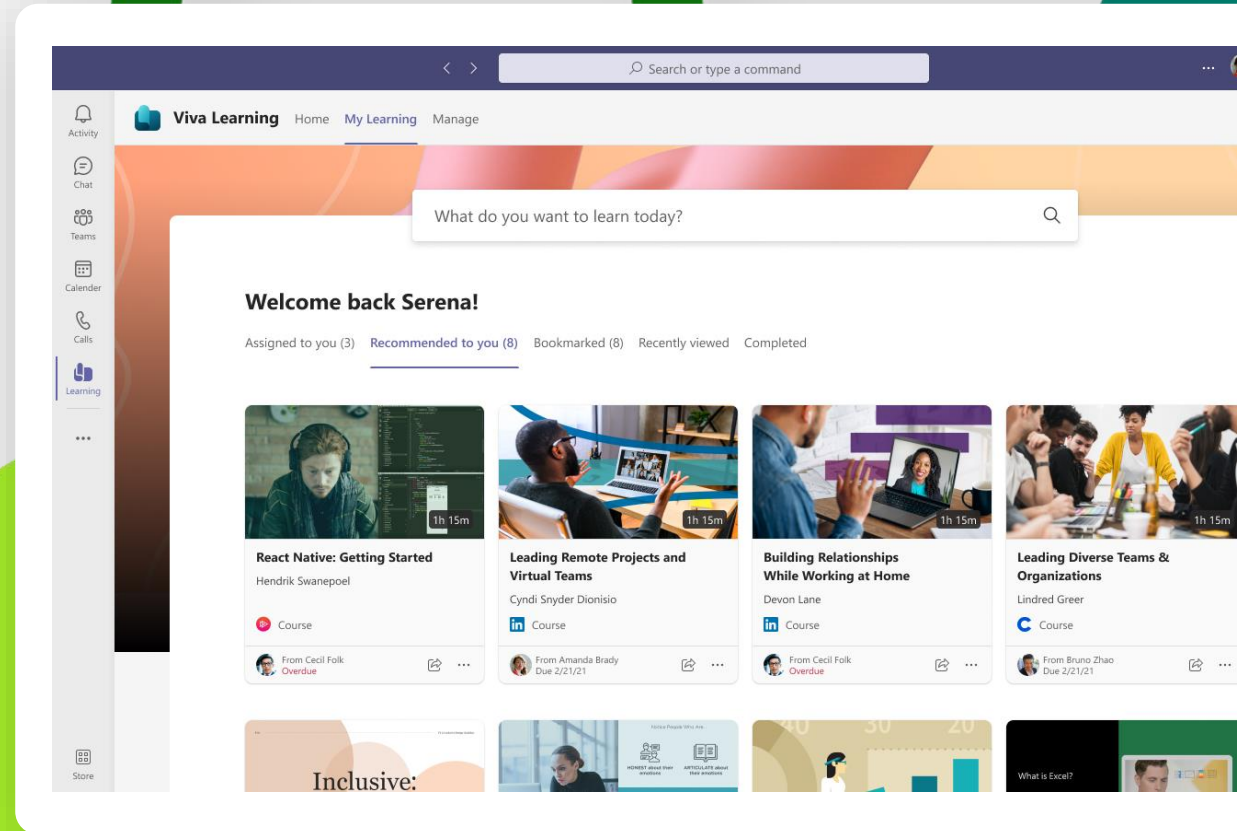 Search or type a command
Activity
Chat
Teams
Calender
Calls
Learning
Store
Viva Learning Home My Learning Manage
What do you want to learn today?
Welcome back Serena!
Assigned to you (3) Recommended to you (8) Bookmarked (8) Recently viewed Completed
1h 15m
React Native: Getting Started
Hendrik Swanepoel
Course
From Cecil Folk
Overdue
1h 15m
Leading Remote Projects and
Virtual Teams
Cyndi Snyder Dionisio
in Course
From Amanda Brady
Due 2/21/21
1h 15m
Building Relationships
While Working at Home
Devon Lane
in Course
From Cecil Folk
Overdue
1h 15m
Leading Diverse Teams &
Organizations
Lindred Greer
C Course
From Bruno Zhao
Due 2/21/21
Inclusive:
HONEST about their
emotions
ARTICULATE about
their emotions
40 30 20
What is Excel?